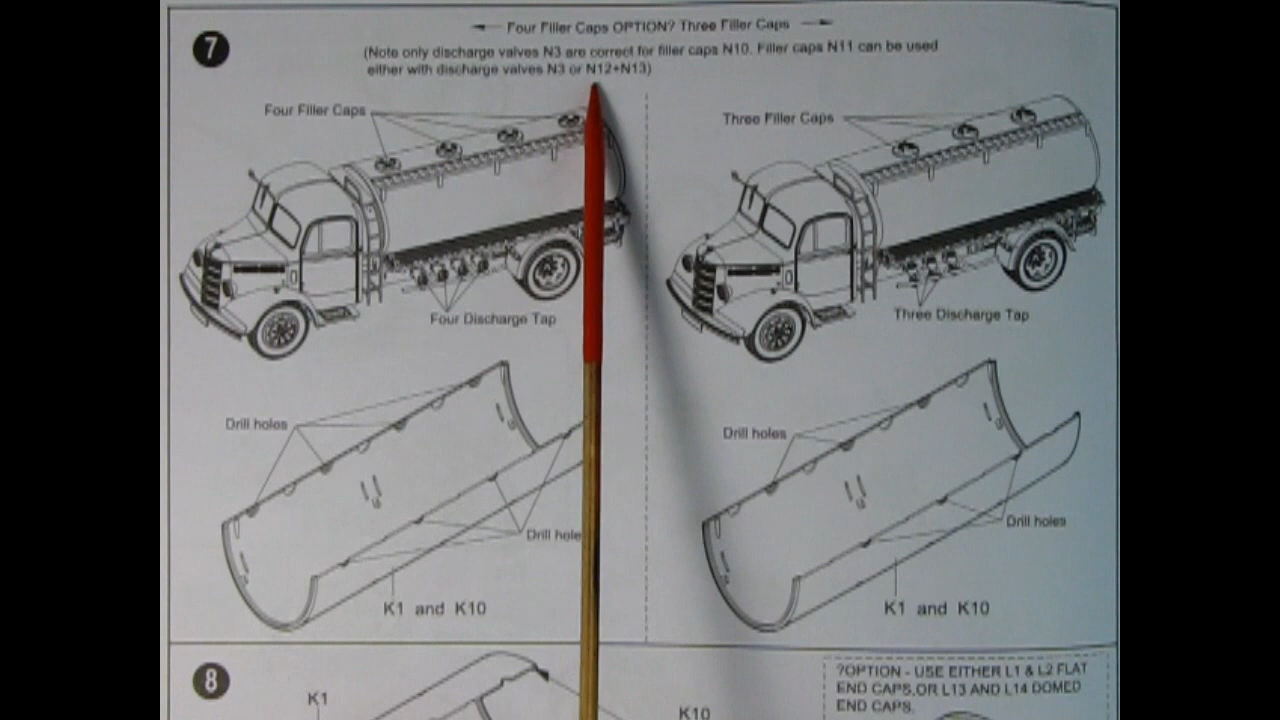 7
Four Filler Caps OPTION? Three Filler Caps
(Note only discharge valves N3 are correct for filler caps N10. Filler caps N11 can be used
either with discharge valves N3 or N12+N13)
Four Filler Caps
Three Filler Caps
Four Discharge Tap
Three Discharge Tap
Drill holes
Drill holes
Drill hole
Drill holes
K1 and K10
K1 and K10
8
K1
K10
?OPTION - USE EITHER L1 & L2 FLAT
END CAPS,OR L13 AND L14 DOMED
END CAPS.